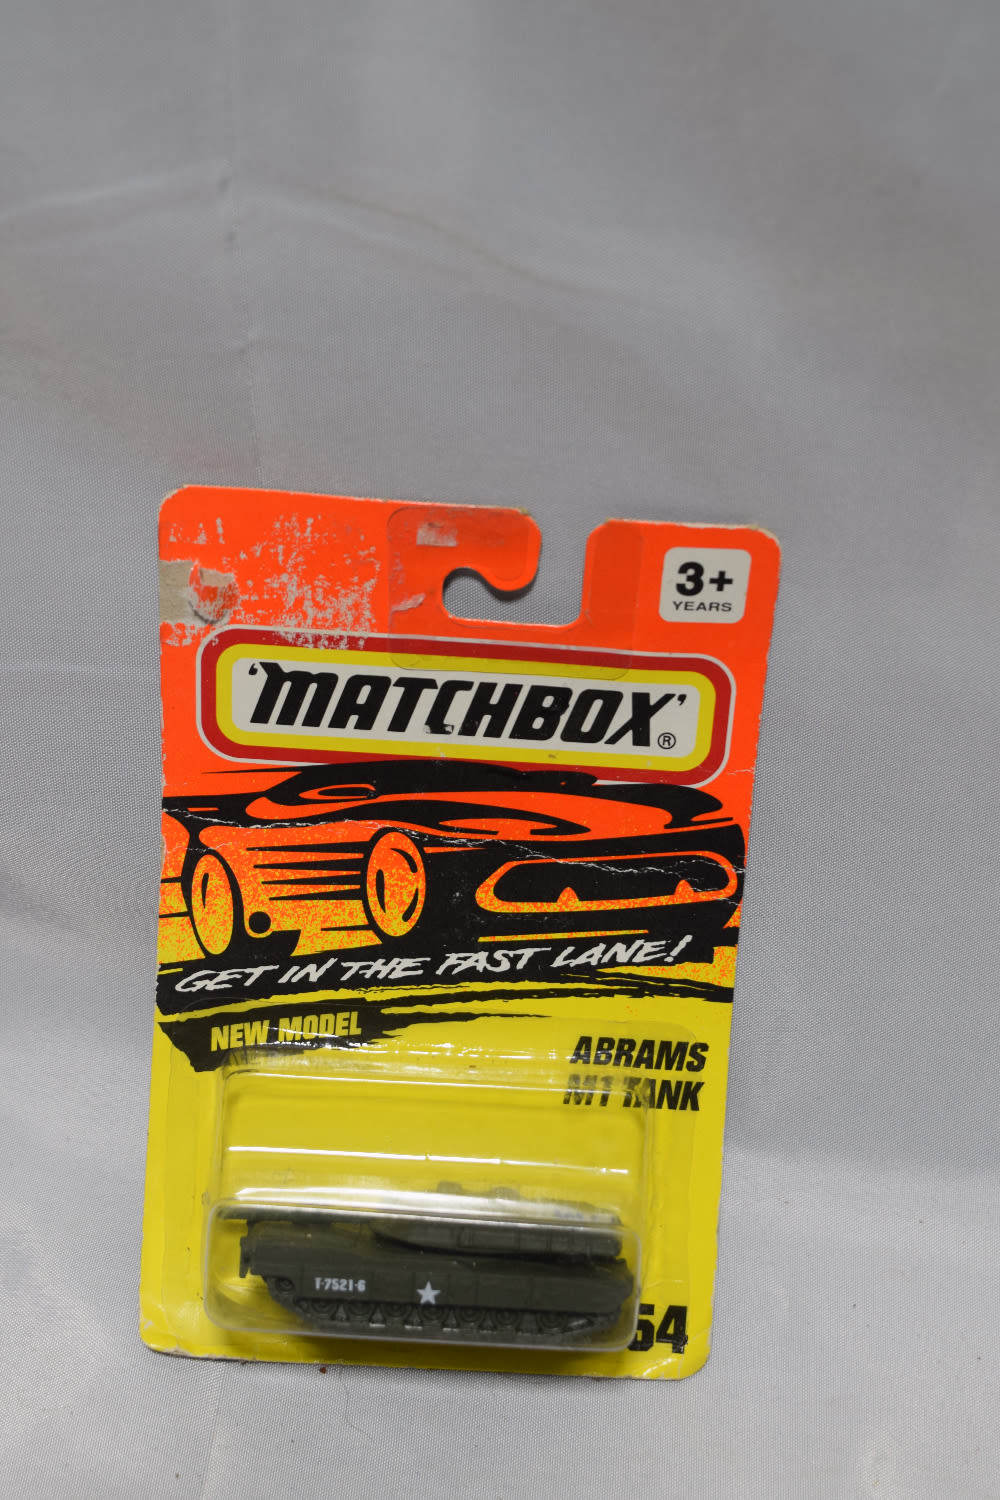 3+
YEARS
'MATCHBOX'®
GET IN THE FAST LANE!
NEW MODEL
ABRAMS
M1 TANK
T-7521-6
54